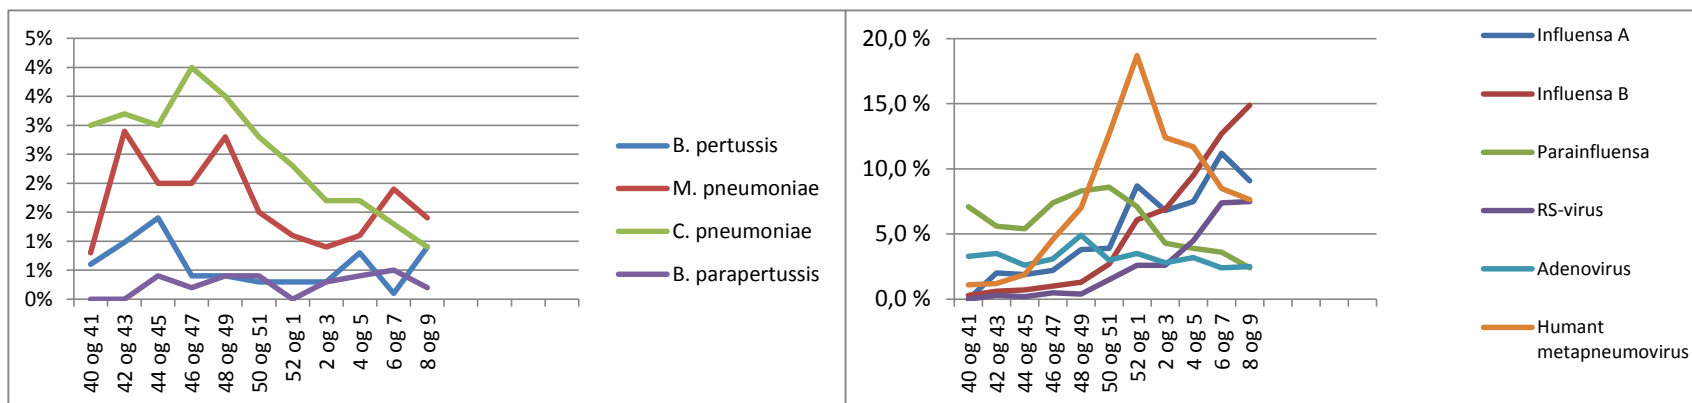 5%
4%
4%
3%
3%
2%
2%
1%
1%
0%
40 og 41
42 og 43
44 og 45
46 og 47
48 og 49
50 og 51
52 og 1
2 og 3
4 og 5
6 og 7
8 og 9
B. pertussis
M. pneumoniae
C. pneumoniae
B. parapertussis
20,0 %
15,0 %
10,0 %
5,0 %
0,0 %
40 og 41
42 og 43
44 og 45
46 og 47
48 og 49
50 og 51
52 og 1
2 og 3
4 og 5
6 og 7
8 og 9
Influensa A
Influensa B
Parainfluensa
RS-virus
Adenovirus
Humant
metapneumovirus